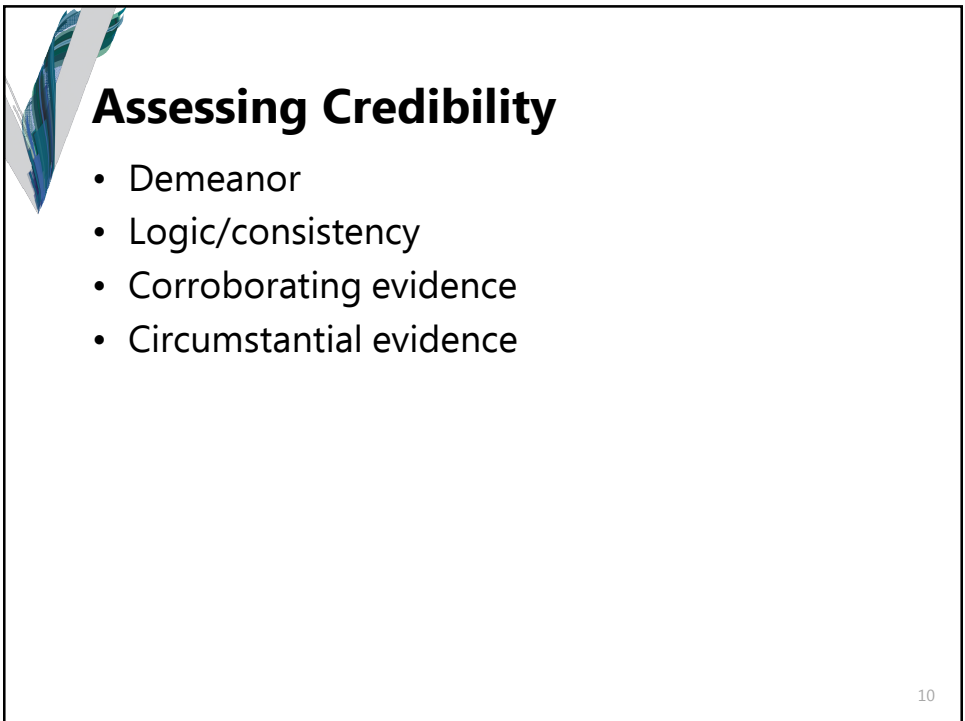 Assessing Credibility
• Demeanor
• Logic/consistency
• Corroborating evidence
• Circumstantial evidence
10